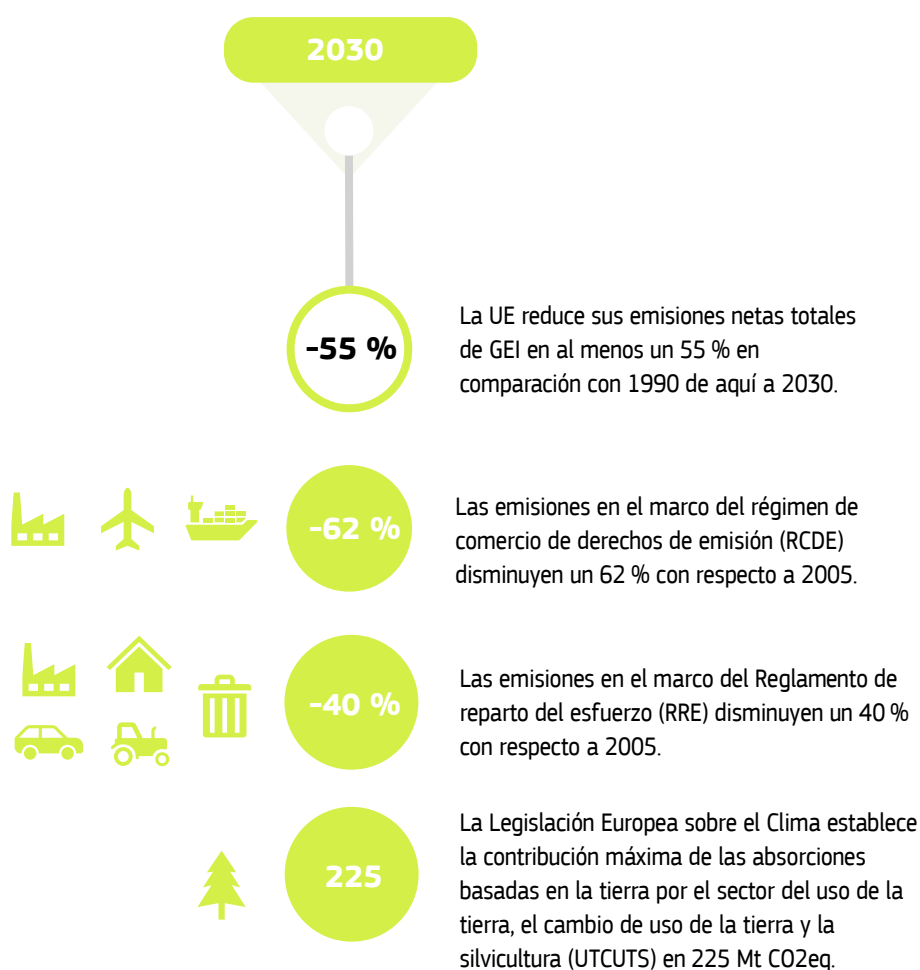 2030
-55 %
La UE reduce sus emisiones netas totales
de GEI en al menos un 55 % en
comparación con 1990 de aquí a 2030.
-62 %
Las emisiones en el marco del régimen de
comercio de derechos de emisión (RCDE)
disminuyen un 62 % con respecto a 2005.
-40 %
Las emisiones en el marco del Reglamento de
reparto del esfuerzo (RRE) disminuyen un 40 %
con respecto a 2005.
225
La Legislación Europea sobre el Clima establece
la contribución máxima de las absorciones
basadas en la tierra por el sector del uso de la
tierra, el cambio de uso de la tierra y la
silvicultura (UTCUTS) en 225 Mt CO2eq.